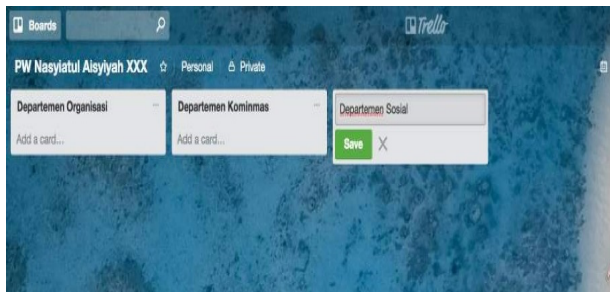 Boards
Trello
PW Nasyiatul Aisyiyah XXX Personal Private
Departemen Organisasi
Add a card...
Departemen Kominmas
Add a card...
Departemen Sosial
Save